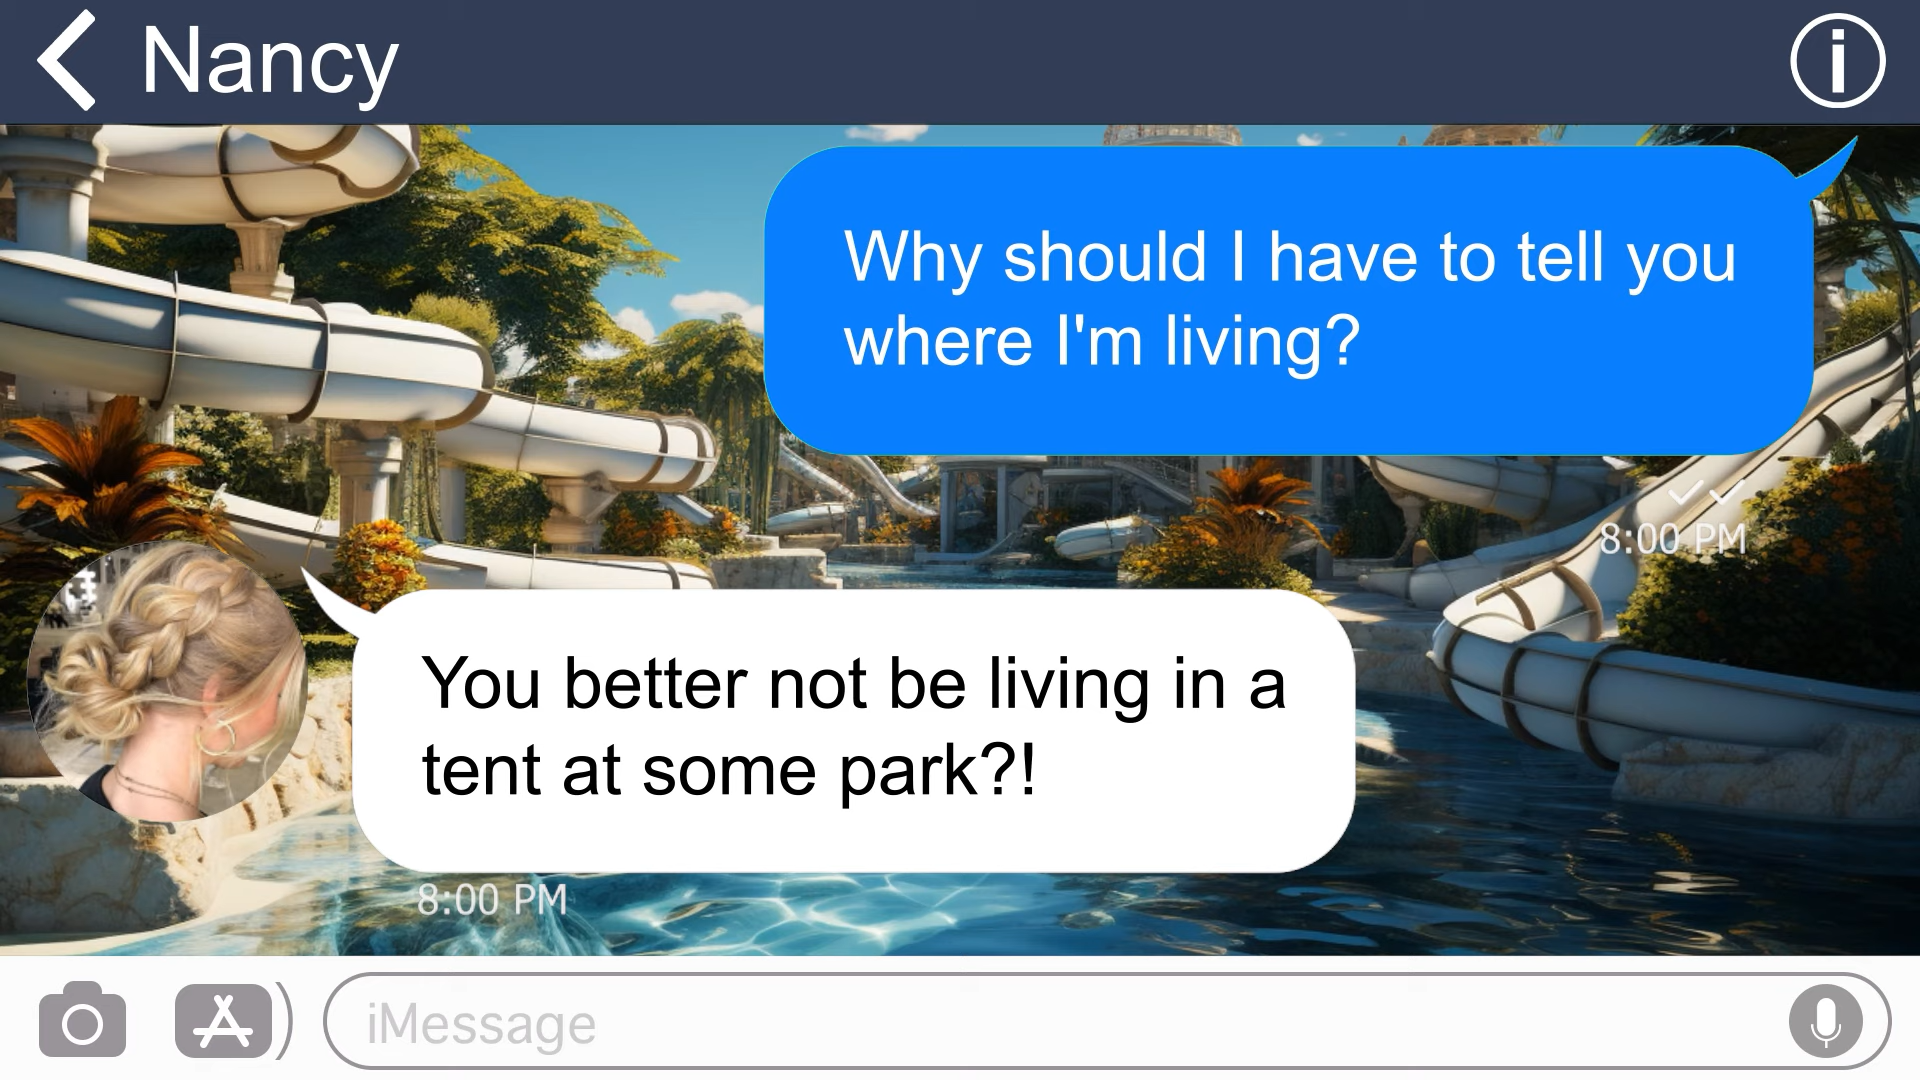 Nancy
Why should I have to tell you
where I'm living?
8:00 PM
You better not be living in a
tent at some park?!
8:00 PM
iMessage